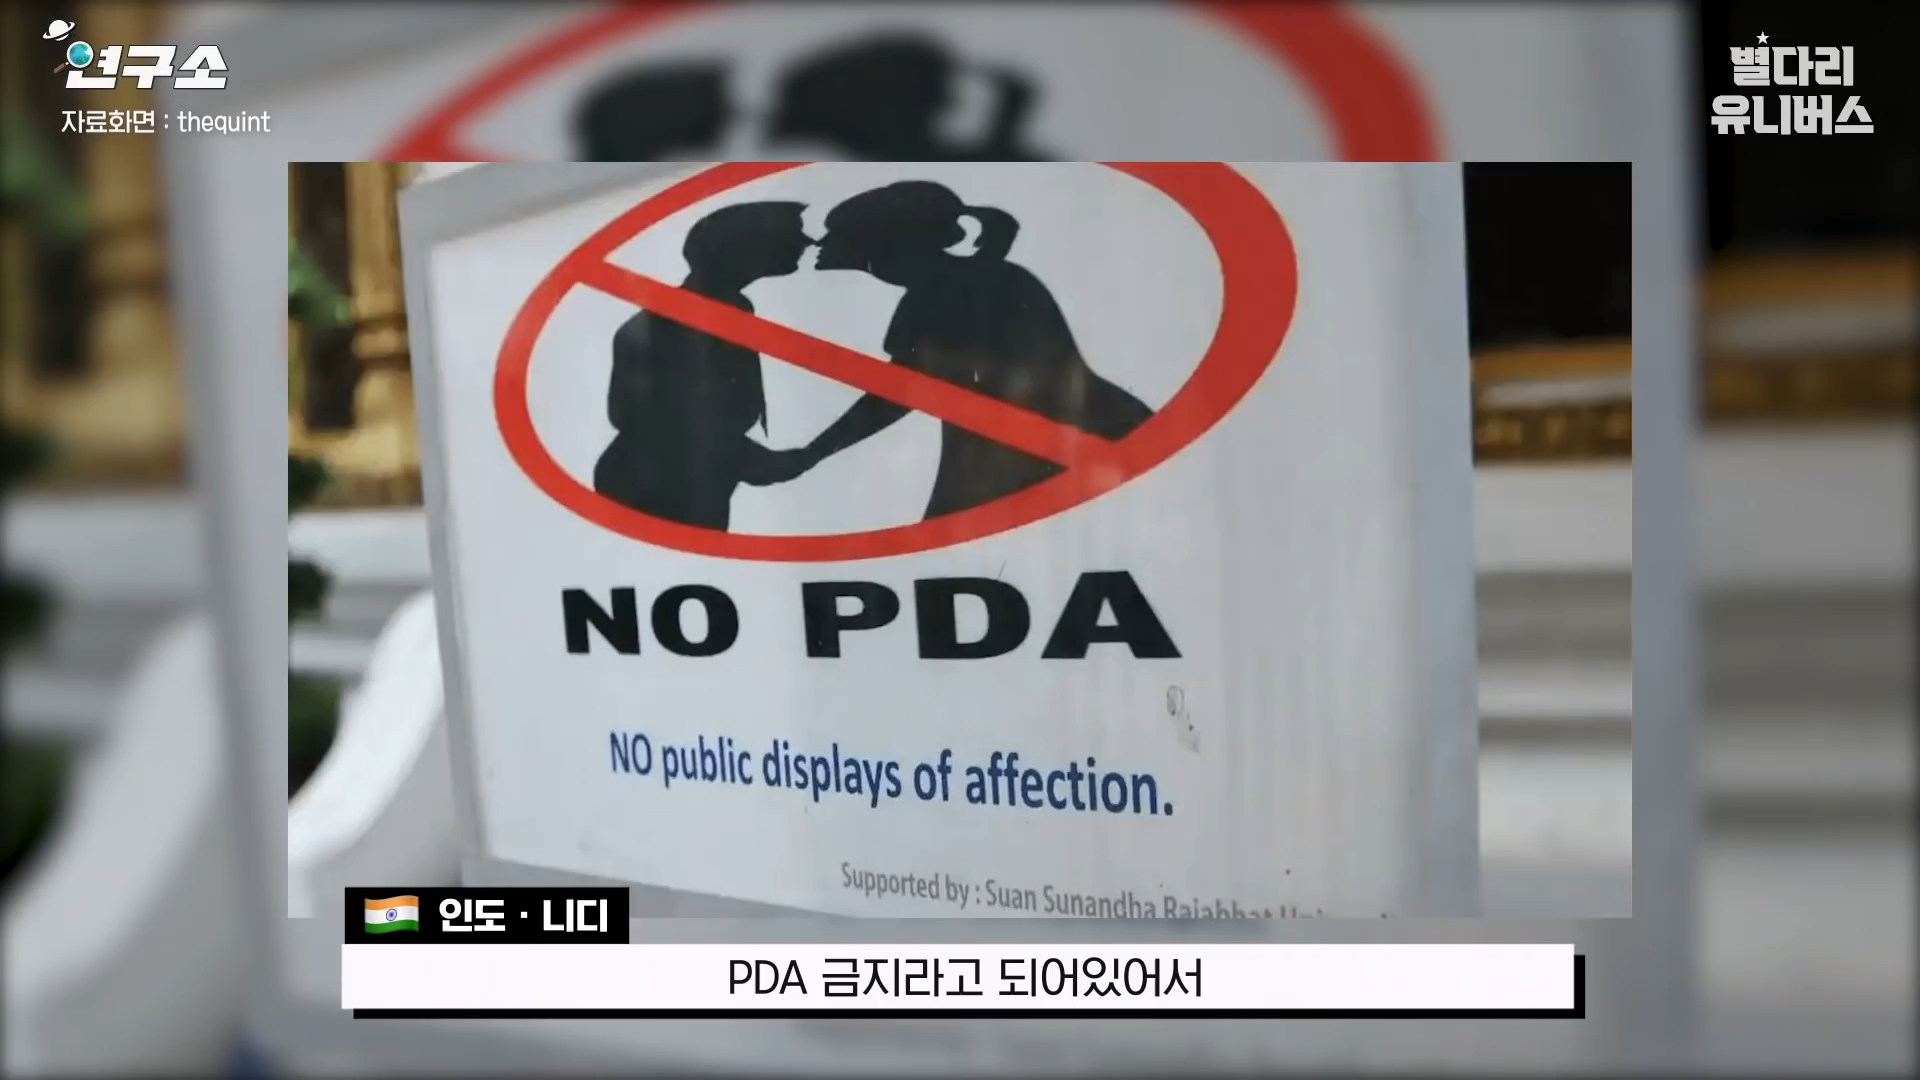 연구소
자료화면 : thequint
별다리
유니버스
NO PDA
NO public displays of affection.
Supported by : Suan Sunandha Rajabhat
인도 · 니디
PDA 금지라고 되어있어서